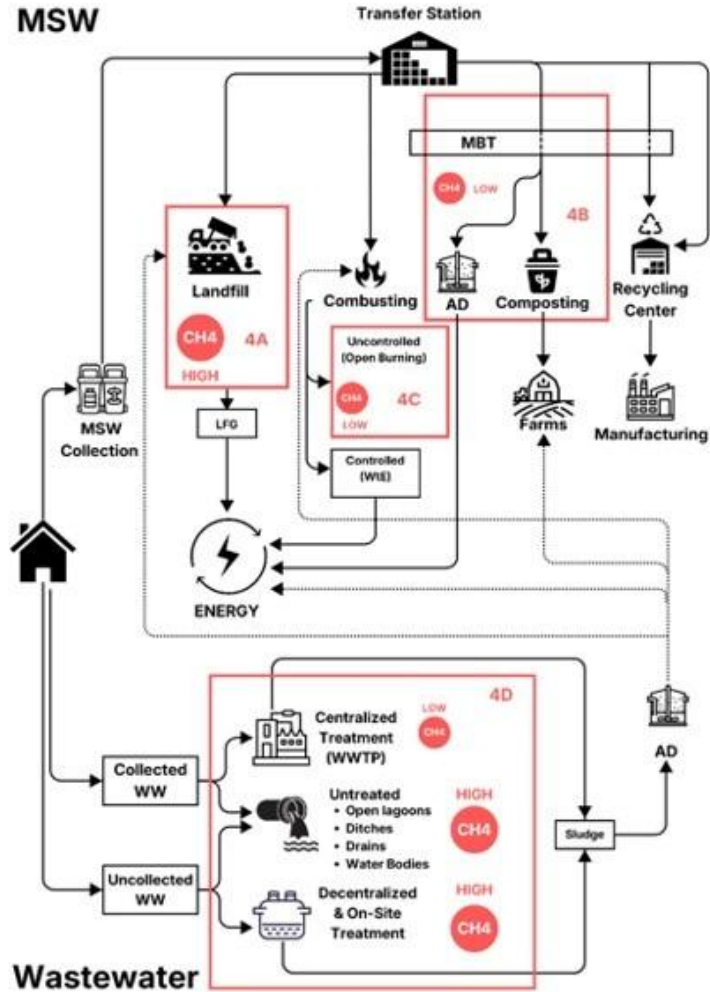 MSW
Transfer Station
MBT
CH4 LOW
4B
Landfill
CH4
4A
HIGH
Combusting
AD
Composting
Recycling
Center
Uncontrolled
(Open Burning)
CH4
4C
LOW
MSW
Collection
LFG
Farms
Manufacturing
Controlled
(WtE)
ENERGY
4D
LOW
CH4
Centralized
Treatment
(WWTP)
AD
Collected
WW
Untreated
• Open lagoons
• Ditches
• Drains
• Water Bodies
HIGH
CH4
Sludge
Uncollected
WW
Decentralized
& On-Site
Treatment
HIGH
CH4
Wastewater